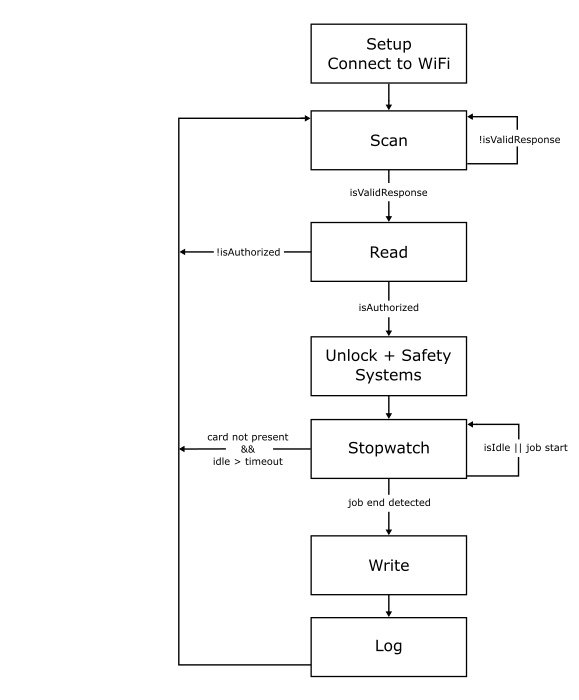 Setup
Connect to WiFi
Scan
!isValidResponse
isValidResponse
Read
!isAuthorized
isAuthorized
Unlock + Safety
Systems
card not present
&&
idle > timeout
Stopwatch
isIdle || job start
job end detected
Write
Log